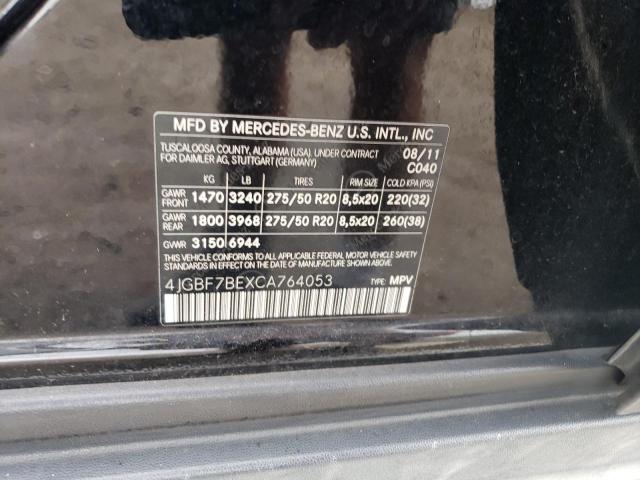 MFD BY MERCEDES-BENZ U.S. INTL., INC
TUSCALOOSA COUNTY, ALABAMA (USA). UNDER CONTRACT 08/11
FOR DAIMLER AG, STUTTGART (GERMANY) C040
KG LB TIRES RIM SIZE COLD KPA (PSI)
GAWR FRONT 1470 3240 275/50 R20 8,5x20 220(32)
GAWR REAR 1800 3968 275/50 R20 8,5x20 260(38)
GVWR 3150 6944
THIS VEHICLE CONFORMS TO ALL APPLICABLE FEDERAL MOTOR VEHICLE SAFETY
STANDARDS IN EFFECT ON THE DATE OF MANUFACTURE SHOWN ABOVE
4JGBF7BEXCA764053 TYPE: MPV